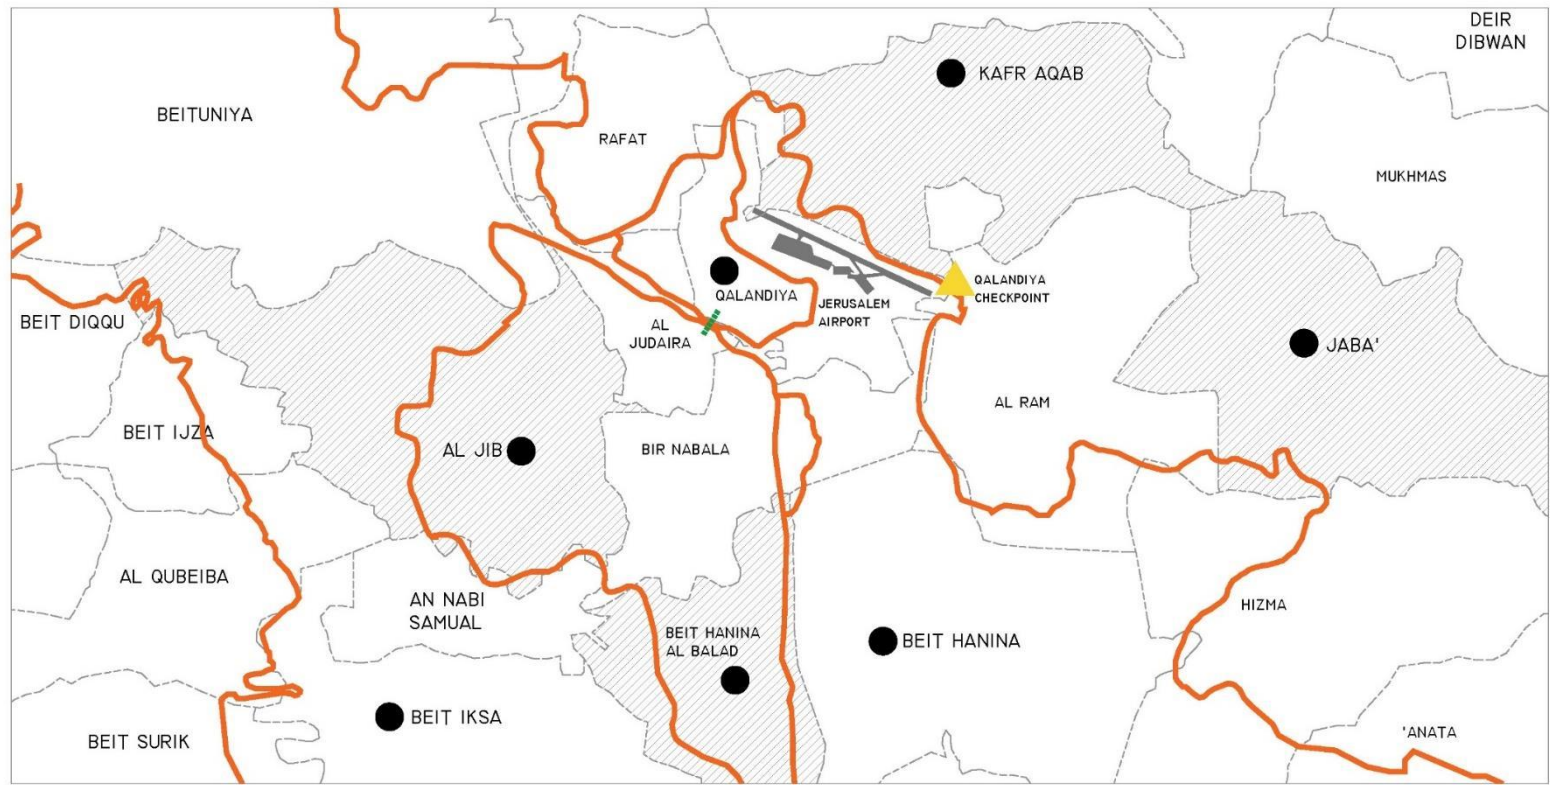 DEIR
DIBWAN
KAFR AQAB
BEITUNIYA
RAFAT
MUKHMAS
QALANDIYA
CHECKPOINT
QALANDIYA
JERUSALEM
AIRPORT
BEIT DIQQU
AL
JUDAIRA
JABA'
AL RAM
BEIT IJZA
AL JIB
BIR NABALA
AL QUBEIBA
AN NABI
SAMUAL
HIZMA
BEIT HANINA
AL BALAD
BEIT HANINA
BEIT IKSA
BEIT SURIK
'ANATA